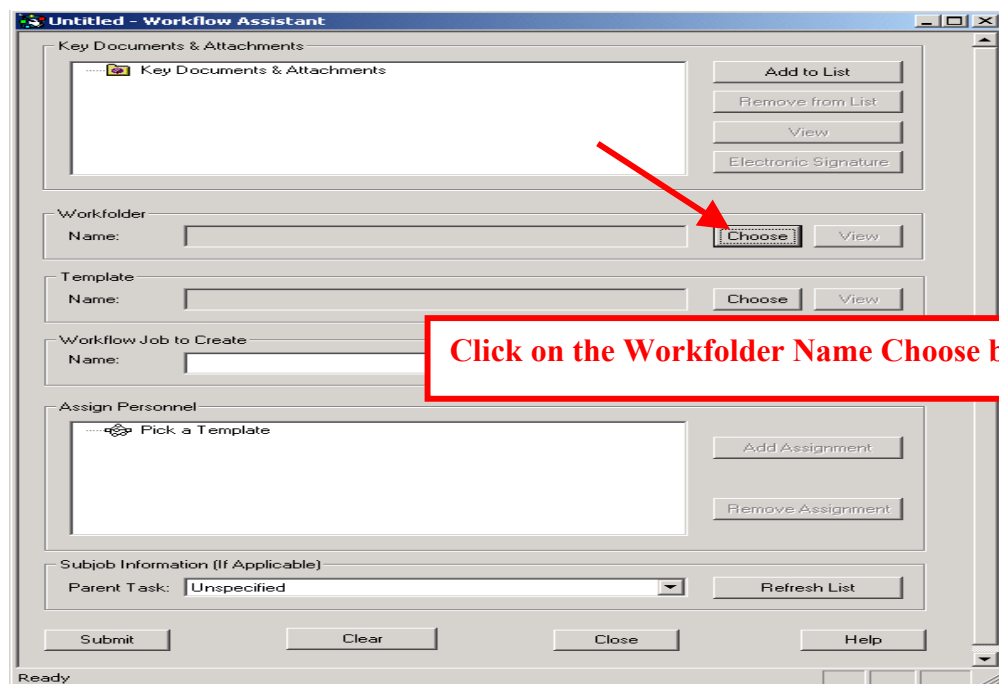 Untitled - Workflow Assistant
Key Documents & Attachments
Key Documents & Attachments
Add to List
Remove from List
View
Electronic Signature
Workfolder
Name:
Choose
View
Template
Name:
Choose
View
Workflow Job to Create
Name:
Click on the Workfolder Name Choose
Assign Personnel
Pick a Template
Add Assignment
Remove Assignment
Subjob Information (If Applicable)
Parent Task: Unspecified
Refresh List
Submit Clear Close Help
Ready